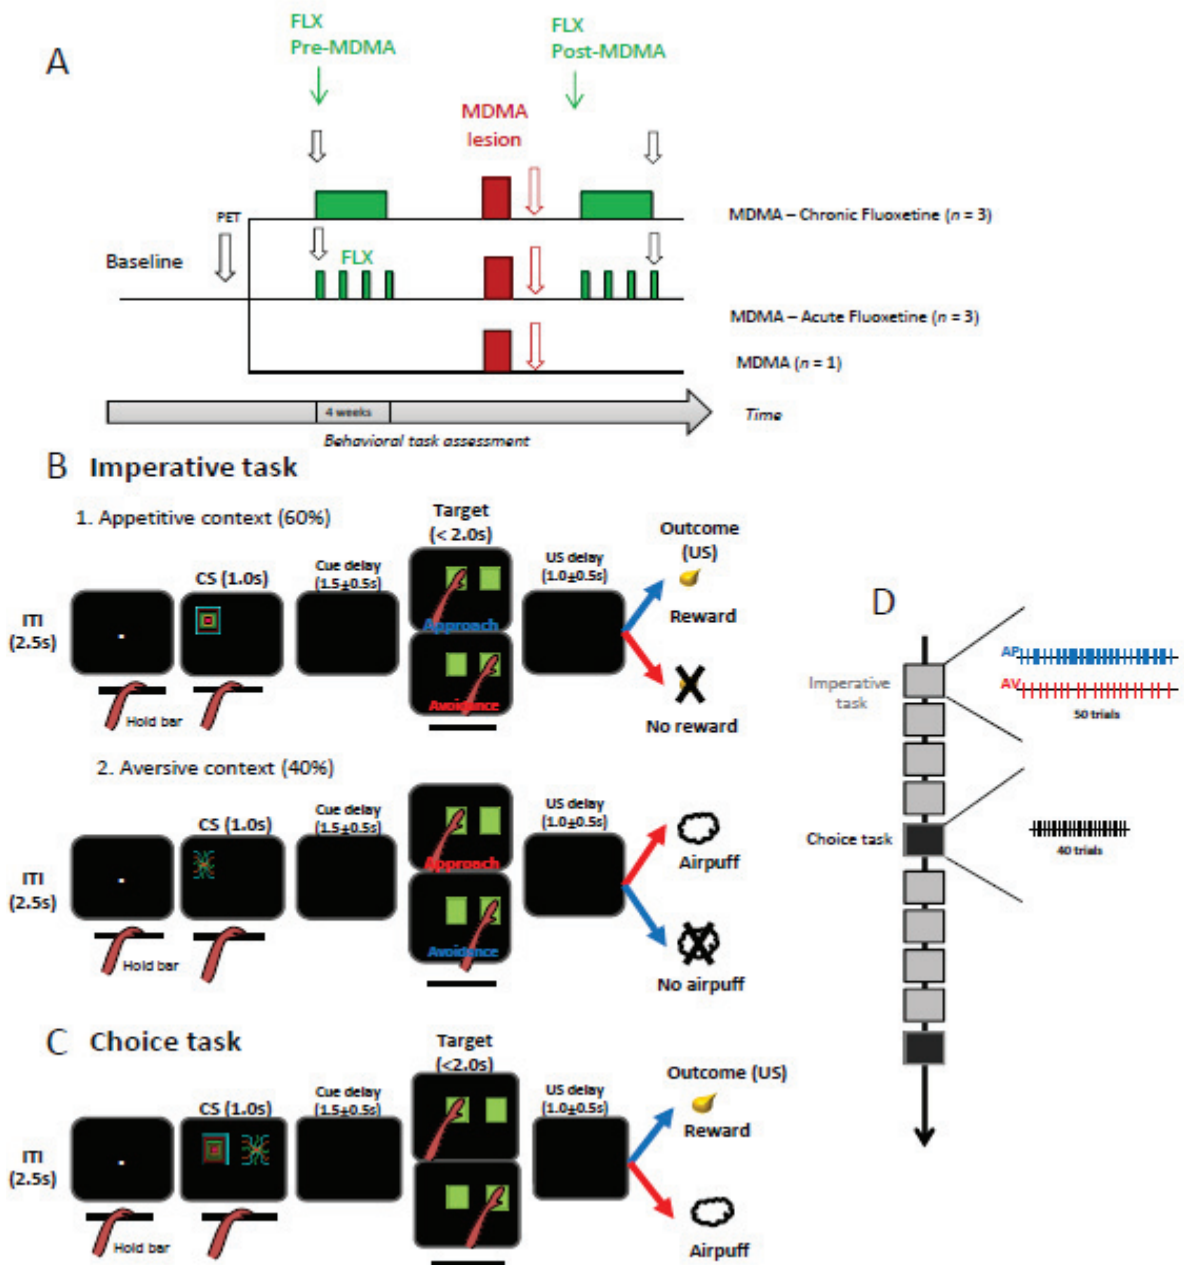 A
FLX
Pre-MDMA
FLX
Post-MDMA
MDMA
lesion
PET
MDMA – Chronic Fluoxetine (n = 3)
Baseline
FLX
MDMA – Acute Fluoxetine (n = 3)
MDMA (n = 1)
4 weeks
Time
Behavioral task assessment
B Imperative task
1. Appetitive context (60%)
Target
(< 2.0s)
Outcome
(US)
CS (1.0s)
Cue delay
(1.5±0.5s)
US delay
(1.0±0.5s)
ITI
(2.5s)
Approach
Reward
Avoidance
Hold bar
No reward
2. Aversive context (40%)
CS (1.0s)
Cue delay
(1.5±0.5s)
US delay
(1.0±0.5s)
ITI
(2.5s)
Approach
Airpuff
Avoidance
Hold bar
No airpuff
C Choice task
Target
(<2.0s)
CS (1.0s)
Cue delay
(1.5±0.5s)
US delay
(1.0±0.5s)
Outcome (US)
Reward
ITI
(2.5s)
Hold bar
Airpuff
D
Imperative
task
AP
AV
50 trials
Choice task
40 trials